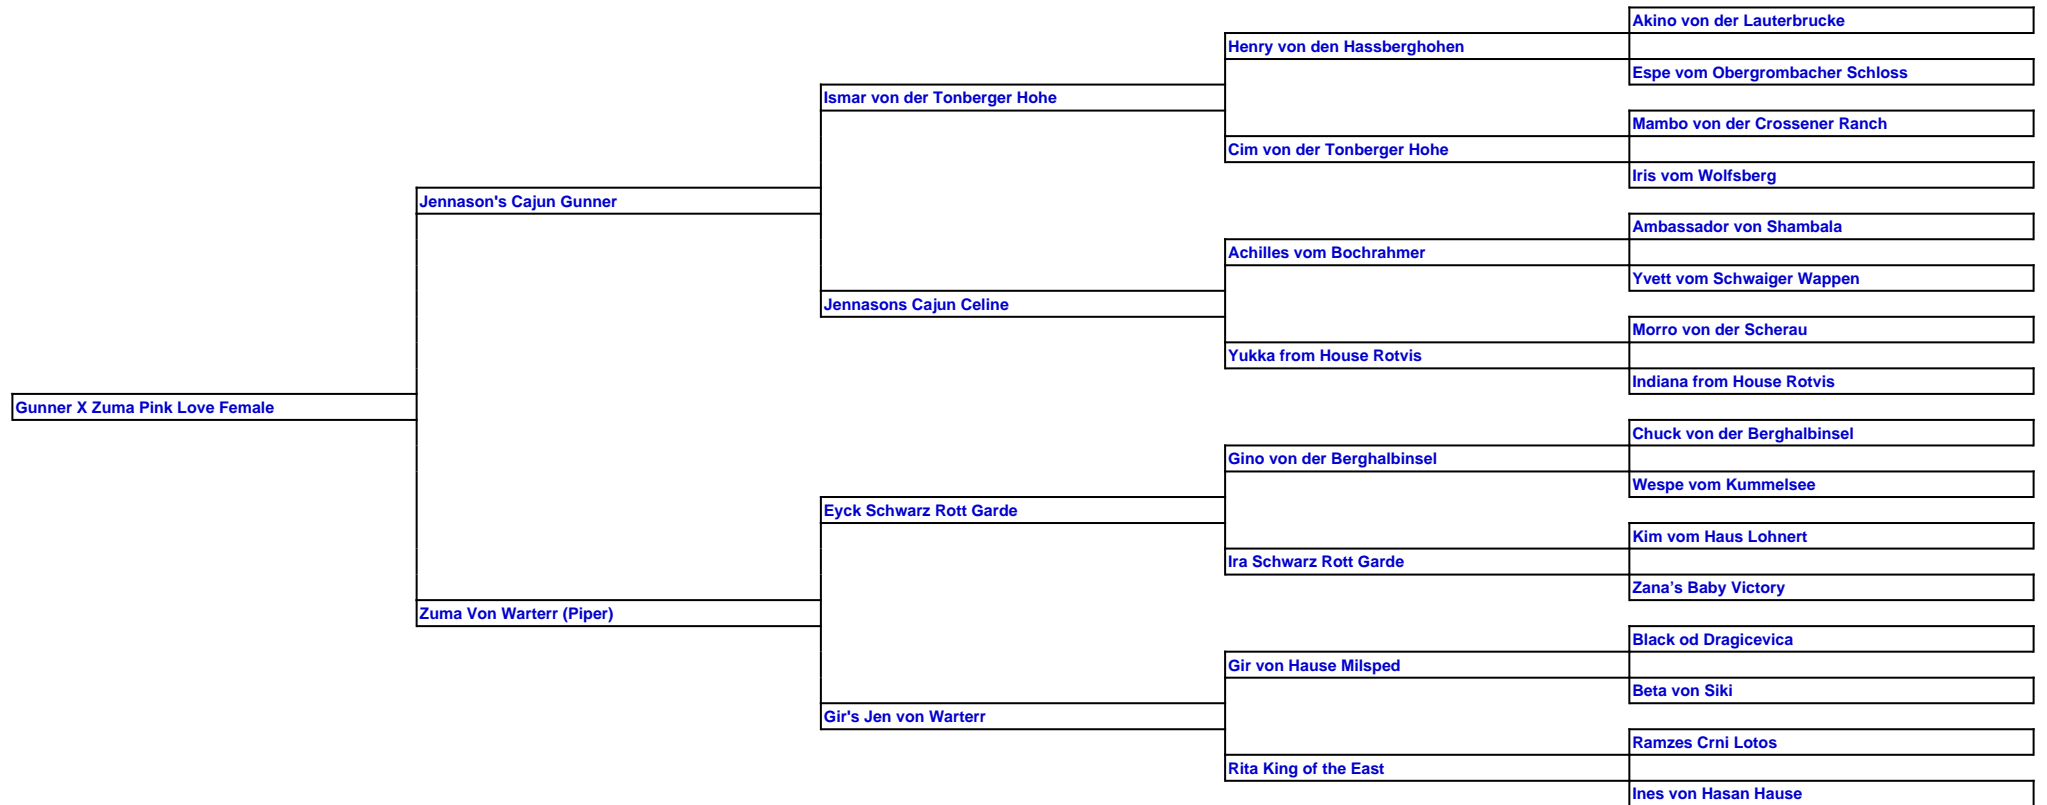 Akino von der Lauterbrucke
Henry von den Hassberghohen
Espe vom Obergrombacher Schloss
Ismar von der Tonberger Hohe
Mambo von der Crossener Ranch
Cim von der Tonberger Hohe
Iris vom Wolfsberg
Jennason's Cajun Gunner
Ambassador von Shambala
Achilles vom Bochrahmer
Yvett vom Schwaiger Wappen
Jennasons Cajun Celine
Morro von der Scherau
Yukka from House Rotvis
Indiana from House Rotvis
Gunner X Zuma Pink Love Female
Chuck von der Berghalbinsel
Gino von der Berghalbinsel
Wespe vom Kummelsee
Eyck Schwarz Rott Garde
Kim vom Haus Lohnert
Ira Schwarz Rott Garde
Zana’s Baby Victory
Zuma Von Warterr (Piper)
Black od Dragicevica
Gir von Hause Milsped
Beta von Siki
Gir's Jen von Warterr
Ramzes Crni Lotos
Rita King of the East
Ines von Hasan Hause